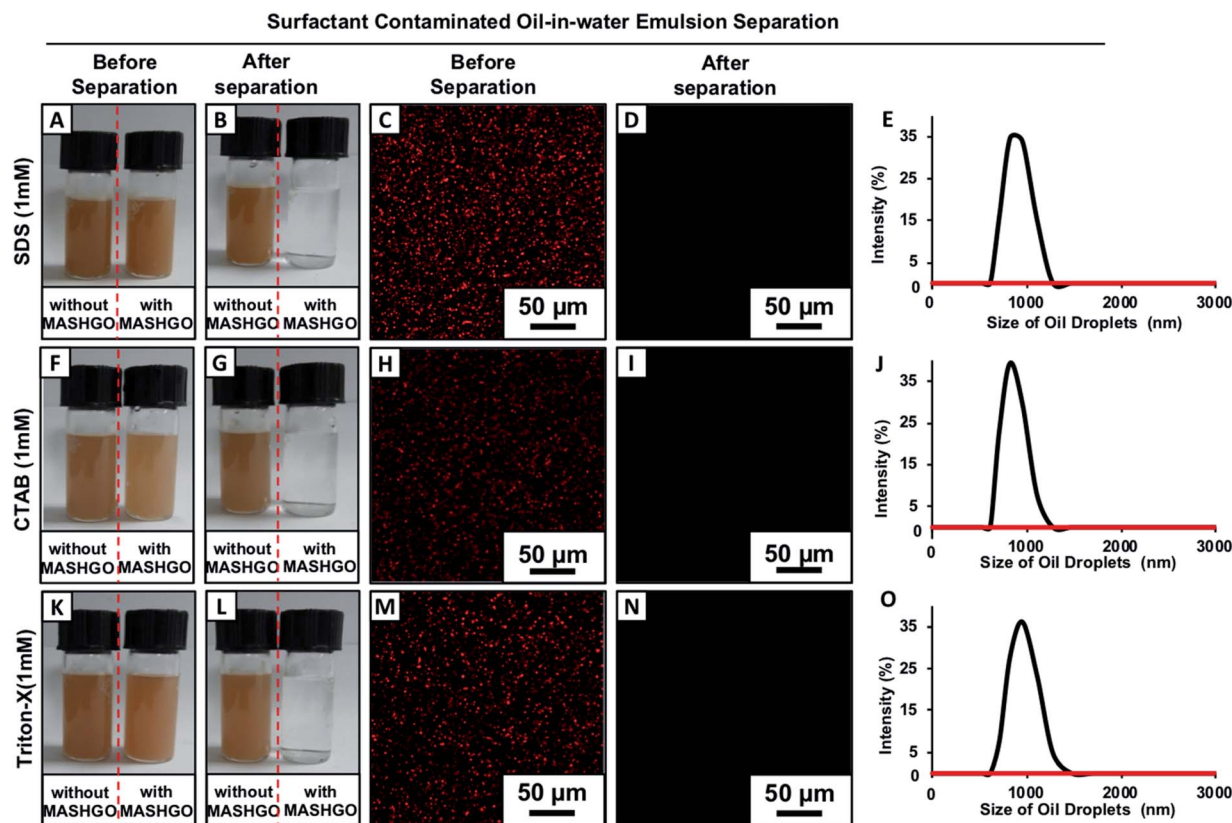 Surfactant Contaminated Oil-in-water Emulsion Separation
Before
Separation
After
separation
Before
Separation
After
separation
SDS (1mM)
A
B
C
D
E
without
MASHGO
with
MASHGO
without
MASHGO
with
MASHGO
50 µm
50 µm
Intensity (%)
35
25
15
5
0
0
1000
2000
3000
Size of Oil Droplets (nm)
CTAB (1mM)
F
G
H
I
J
without
MASHGO
with
MASHGO
without
MASHGO
with
MASHGO
50 µm
50 µm
Intensity (%)
35
25
15
5
0
0
1000
2000
3000
Size of Oil Droplets (nm)
Triton-X(1mM)
K
L
M
N
O
without
MASHGO
with
MASHGO
without
MASHGO
with
MASHGO
50 µm
50 µm
Intensity (%)
35
25
15
5
0
0
1000
2000
3000
Size of Oil Droplets (nm)